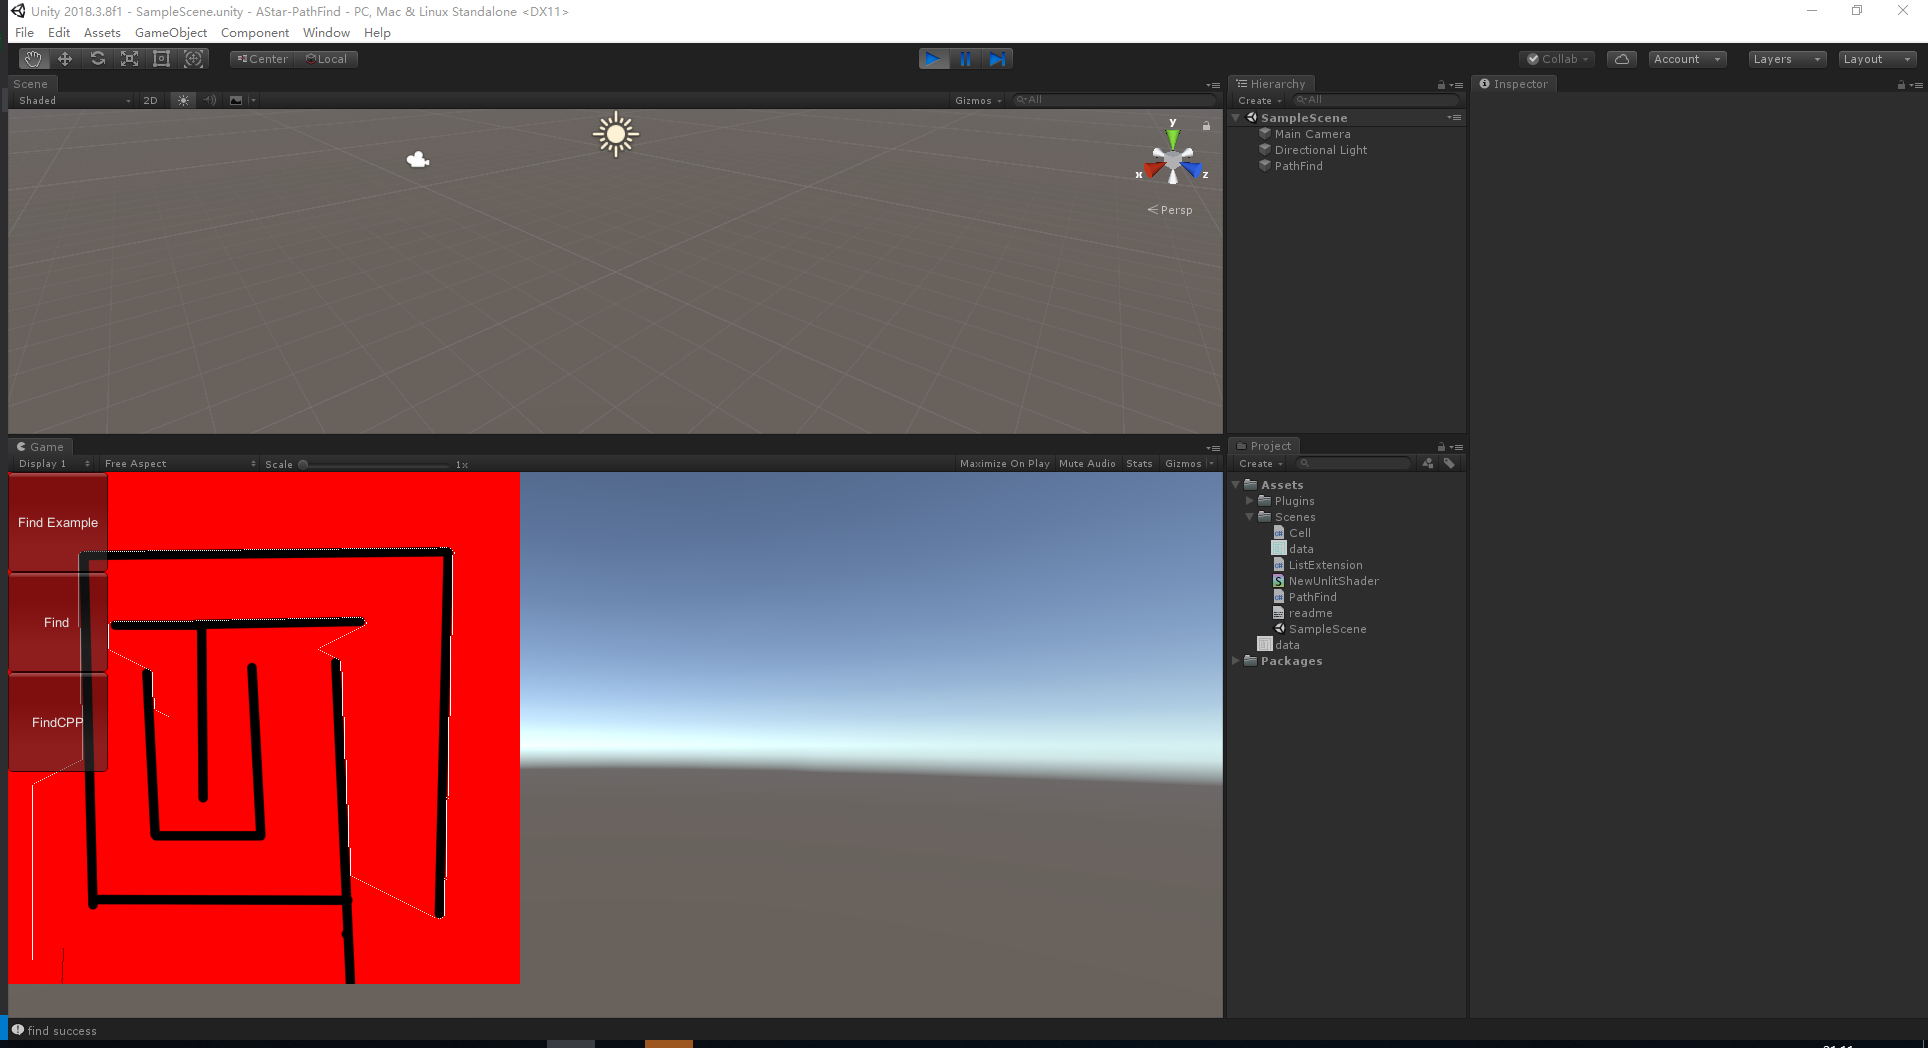 Unity 2018.3.8f1 - SampleScene.unity - AStar-PathFind - PC, Mac & Linux Standalone <DX11>
File Edit Assets GameObject Component Window Help
Center Local Collab Account Layers Layout
Scene
Shaded 2D Gizmos All
y
x z
Persp
Hierarchy
Create All
SampleScene
Main Camera
Directional Light
PathFind
Inspector
Game
Display 1 Free Aspect Scale 1x Maximize On Play Mute Audio Stats Gizmos
Find Example
Find
FindCPP
Project
Create
Assets
Plugins
Scenes
Cell
data
ListExtension
NewUnlitShader
PathFind
readme
SampleScene
data
Packages
find success